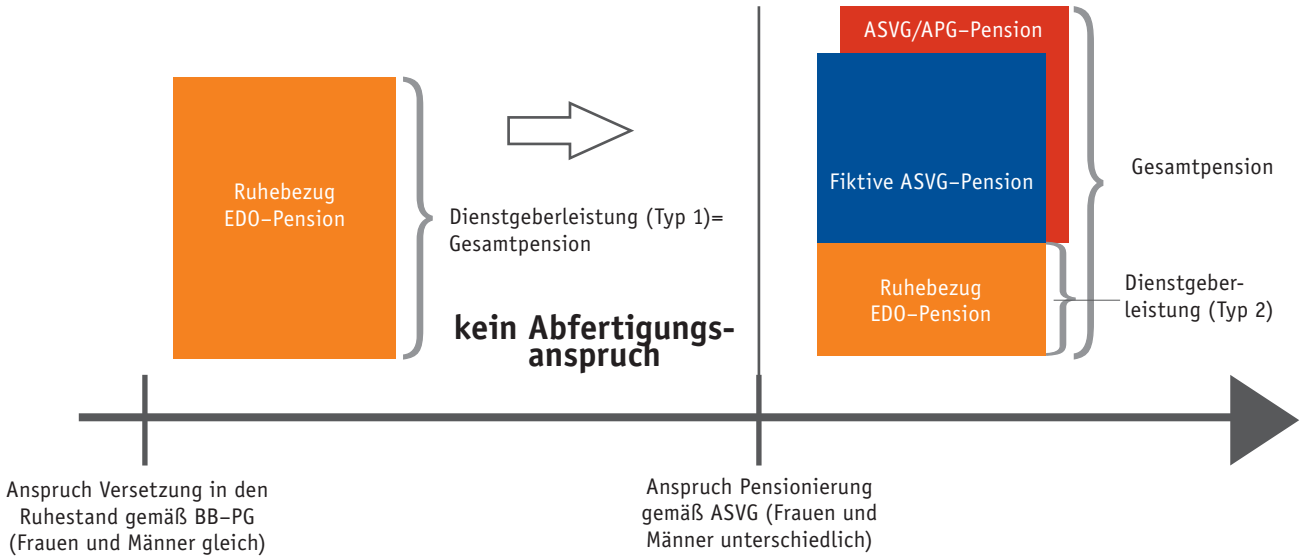 Ruhebezug
EDO–Pension
Dienstgeberleistung (Typ 1)=
Gesamtpension
kein Abfertigungs-
anspruch
ASVG/APG–Pension
Fiktive ASVG–Pension
Ruhebezug
EDO–Pension
Gesamtpension
Dienstgeber-
leistung (Typ 2)
Anspruch Versetzung in den
Ruhestand gemäß BB–PG
(Frauen und Männer gleich)
Anspruch Pensionierung
gemäß ASVG (Frauen und
Männer unterschiedlich)